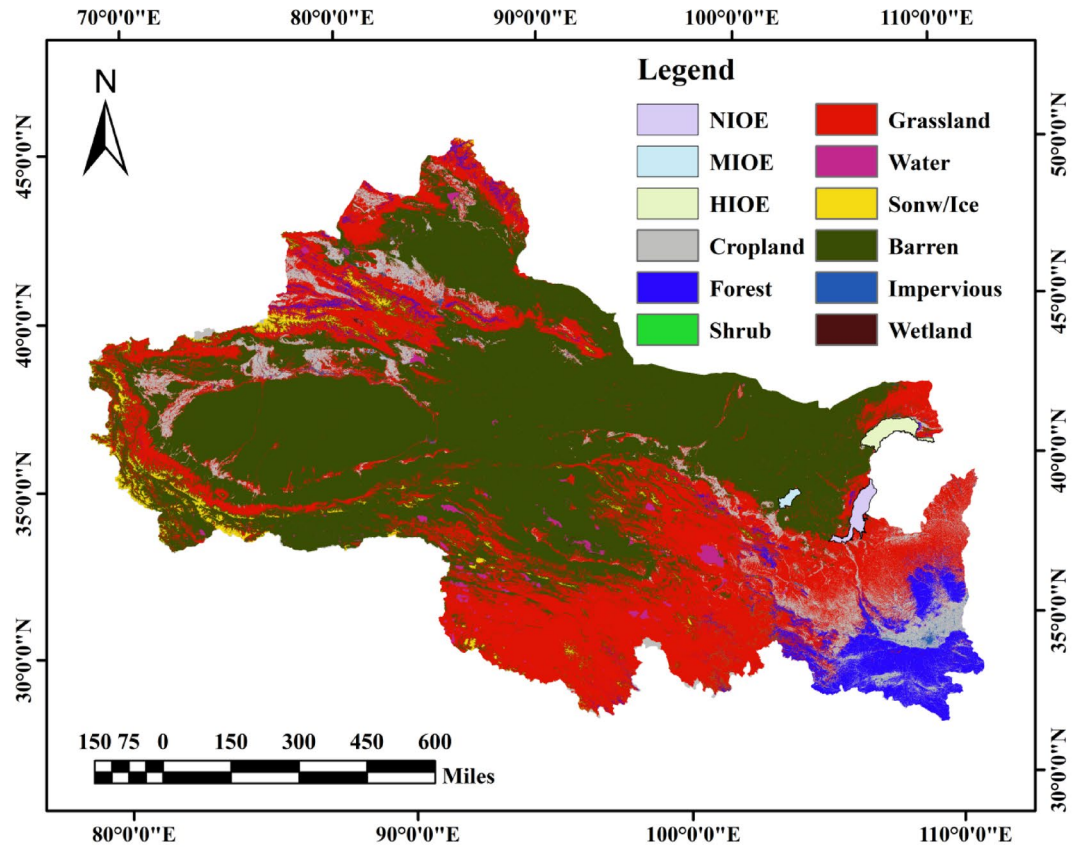 70°0'0"E 80°0'0"E 90°0'0"E 100°0'0"E 110°0'0"E
N
Legend
NIOE Grassland
MIOE Water
HIOE Sonw/Ice
Cropland Barren
Forest Impervious
Shrub Wetland
45°0'0"N
40°0'0"N
35°0'0"N
30°0'0"N
50°0'0"N
45°0'0"N
40°0'0"N
35°0'0"N
30°0'0"N
150 75 0 150 300 450 600
Miles
80°0'0"E 90°0'0"E 100°0'0"E 110°0'0"E